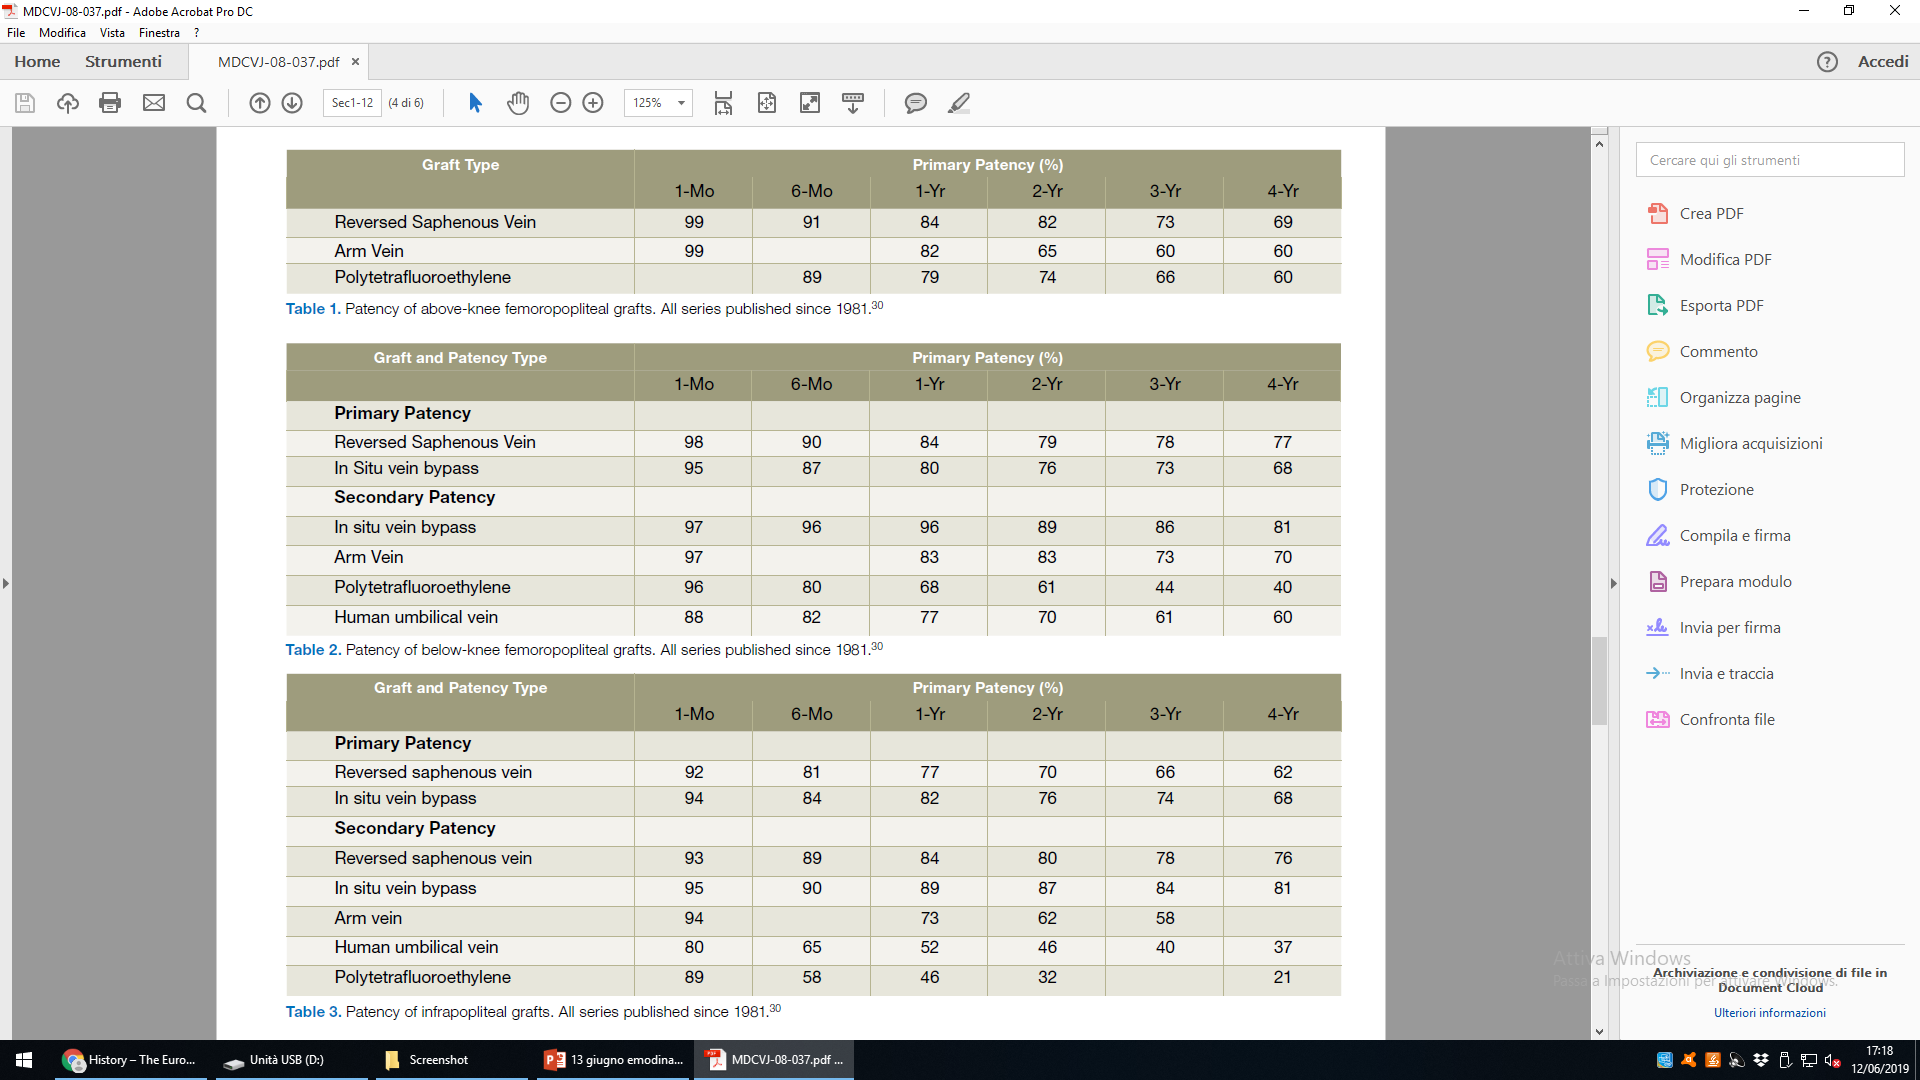 MDCVJ-08-037.pdf - Adobe Acrobat Pro DC
File Modifica Vista Finestra ?
Home Strumenti MDCVJ-08-037.pdf × ? Accedi
Sec1-12 (4 di 6) 125%
Graft Type Primary Patency (%)
1-Mo 6-Mo 1-Yr 2-Yr 3-Yr 4-Yr
Reversed Saphenous Vein 99 91 84 82 73 69
Arm Vein 99 82 65 60 60
Polytetrafluoroethylene 89 79 74 66 60
Table 1. Patency of above-knee femoropopliteal grafts. All series published since 1981.30
Graft and Patency Type Primary Patency (%)
1-Mo 6-Mo 1-Yr 2-Yr 3-Yr 4-Yr
Primary Patency
Reversed Saphenous Vein 98 90 84 79 78 77
In Situ vein bypass 95 87 80 76 73 68
Secondary Patency
In situ vein bypass 97 96 96 89 86 81
Arm Vein 97 83 83 73 70
Polytetrafluoroethylene 96 80 68 61 44 40
Human umbilical vein 88 82 77 70 61 60
Table 2. Patency of below-knee femoropopliteal grafts. All series published since 1981.30
Graft and Patency Type Primary Patency (%)
1-Mo 6-Mo 1-Yr 2-Yr 3-Yr 4-Yr
Primary Patency
Reversed saphenous vein 92 81 77 70 66 62
In situ vein bypass 94 84 82 76 74 68
Secondary Patency
Reversed saphenous vein 93 89 84 80 78 76
In situ vein bypass 95 90 89 87 84 81
Arm vein 94 73 62 58
Human umbilical vein 80 65 52 46 40 37
Polytetrafluoroethylene 89 58 46 32 21
Table 3. Patency of infrapopliteal grafts. All series published since 1981.30
Cercare qui gli strumenti
Crea PDF
Modifica PDF
Esporta PDF
Commento
Organizza pagine
Migliora acquisizioni
Protezione
Compila e firma
Prepara modulo
Invia per firma
Invia e traccia
Confronta file
Attiva Windows
Passa a Impostazioni per attivare Windows.
Archiviazione e condivisione di file in
Document Cloud
Ulteriori informazioni
History – The Euro... Unità USB (D:) Screenshot 13 giugno emodina... MDCVJ-08-037.pdf ...
17:18
12/06/2019